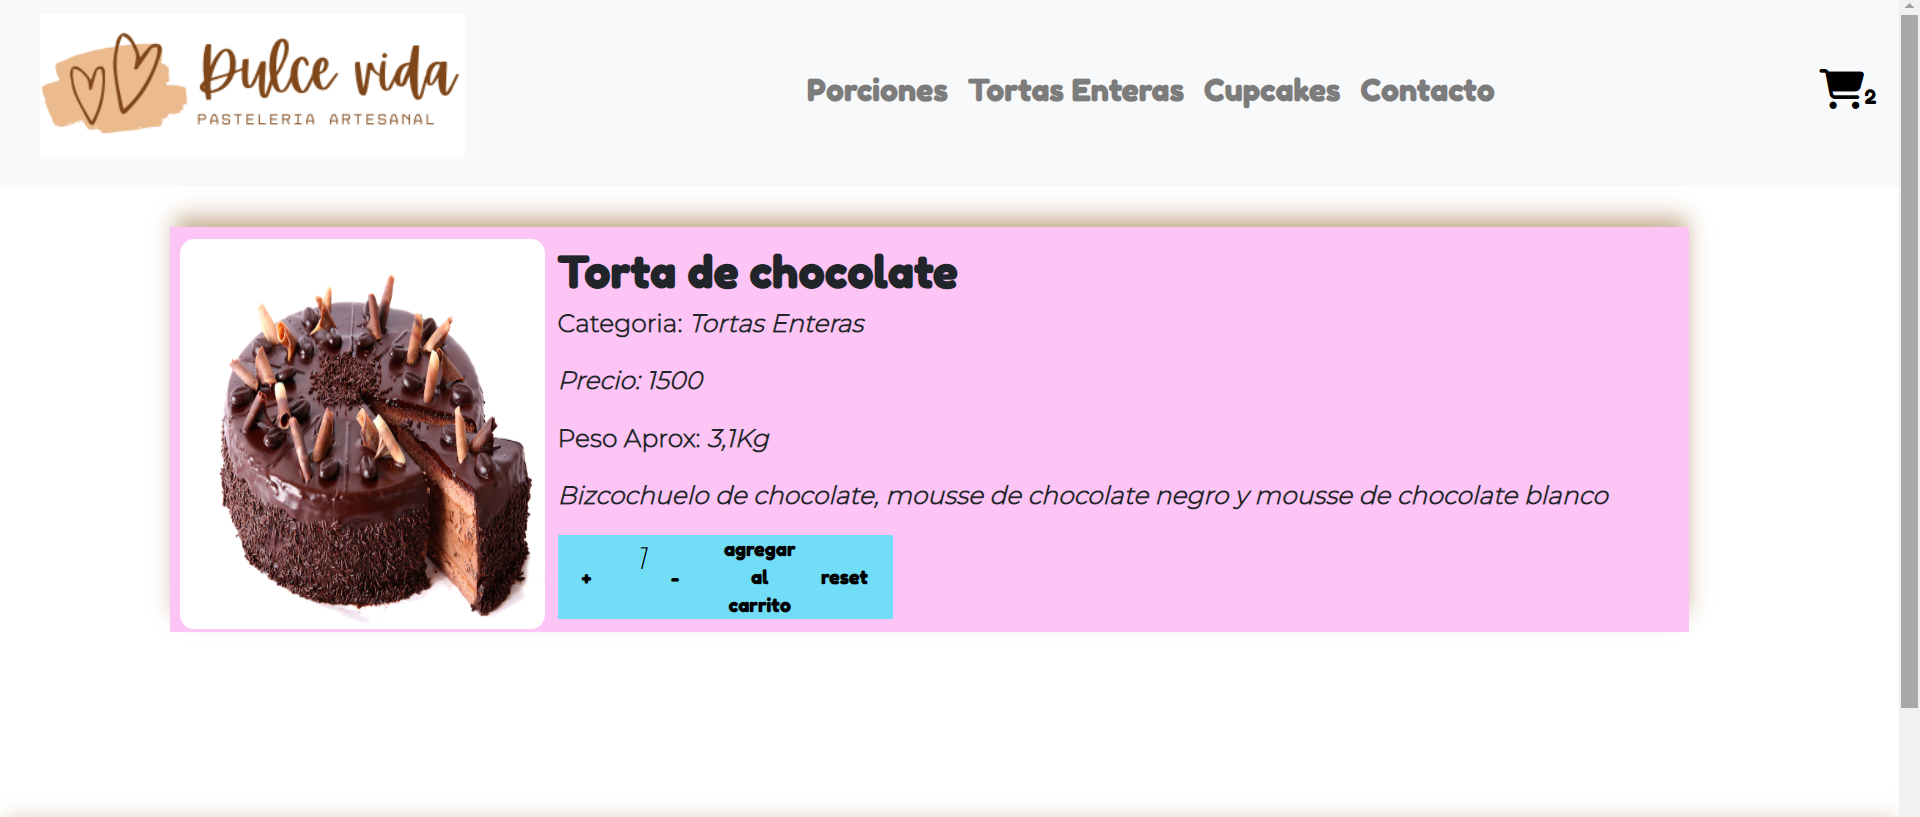 Dulce vida
PASTELERIA ARTESANAL
Porciones Tortas Enteras Cupcakes Contacto
2
Torta de chocolate
Categoria: Tortas Enteras
Precio: 1500
Peso Aprox: 3,1Kg
Bizcochuelo de chocolate, mousse de chocolate negro y mousse de chocolate blanco
+ 1 - agregar
al
carrito
reset